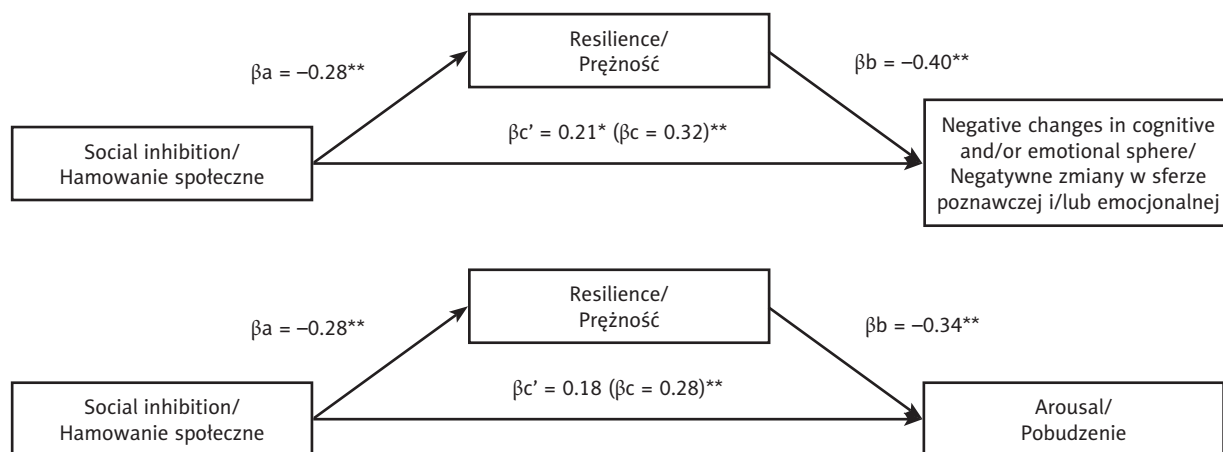 Resilience/
Prężność
βa = –0.28**
βb = –0.40**
βc’ = 0.21* (βc = 0.32)**
Social inhibition/
Hamowanie społeczne
Negative changes in cognitive
and/or emotional sphere/
Negatywne zmiany w sferze
poznawczej i/lub emocjonalnej
Resilience/
Prężność
βa = –0.28**
βb = –0.34**
βc’ = 0.18 (βc = 0.28)**
Social inhibition/
Hamowanie społeczne
Arousal/
Pobudzenie